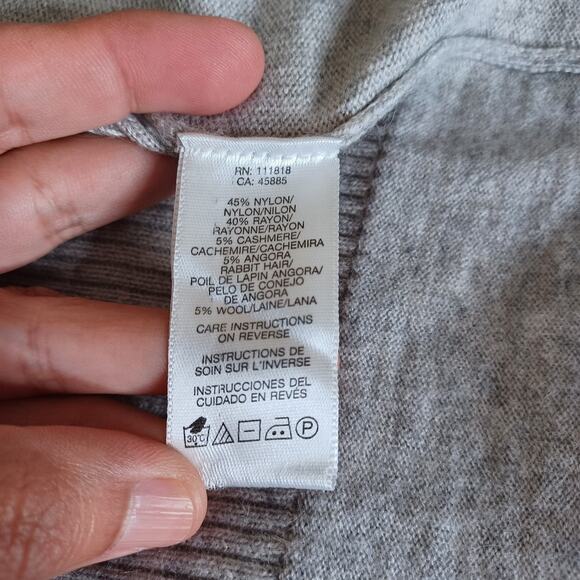 RN: 111818
CA: 45885
45% NYLON/
NYLON/NILON
40% RAYON/
RAYONNE/RAYON
5% CASHMERE/
CACHEMIRE/CACHEMIRA
5% ANGORA
RABBIT HAIR/
POIL DE LAPIN ANGORA/
PELO DE CONEJO
DE ANGORA
5% WOOL/LAINE/LANA
CARE INSTRUCTIONS
ON REVERSE
INSTRUCTIONS DE
SOIN SUR L'INVERSE
INSTRUCCIONES DEL
CUIDADO EN REVÉS
30°C P